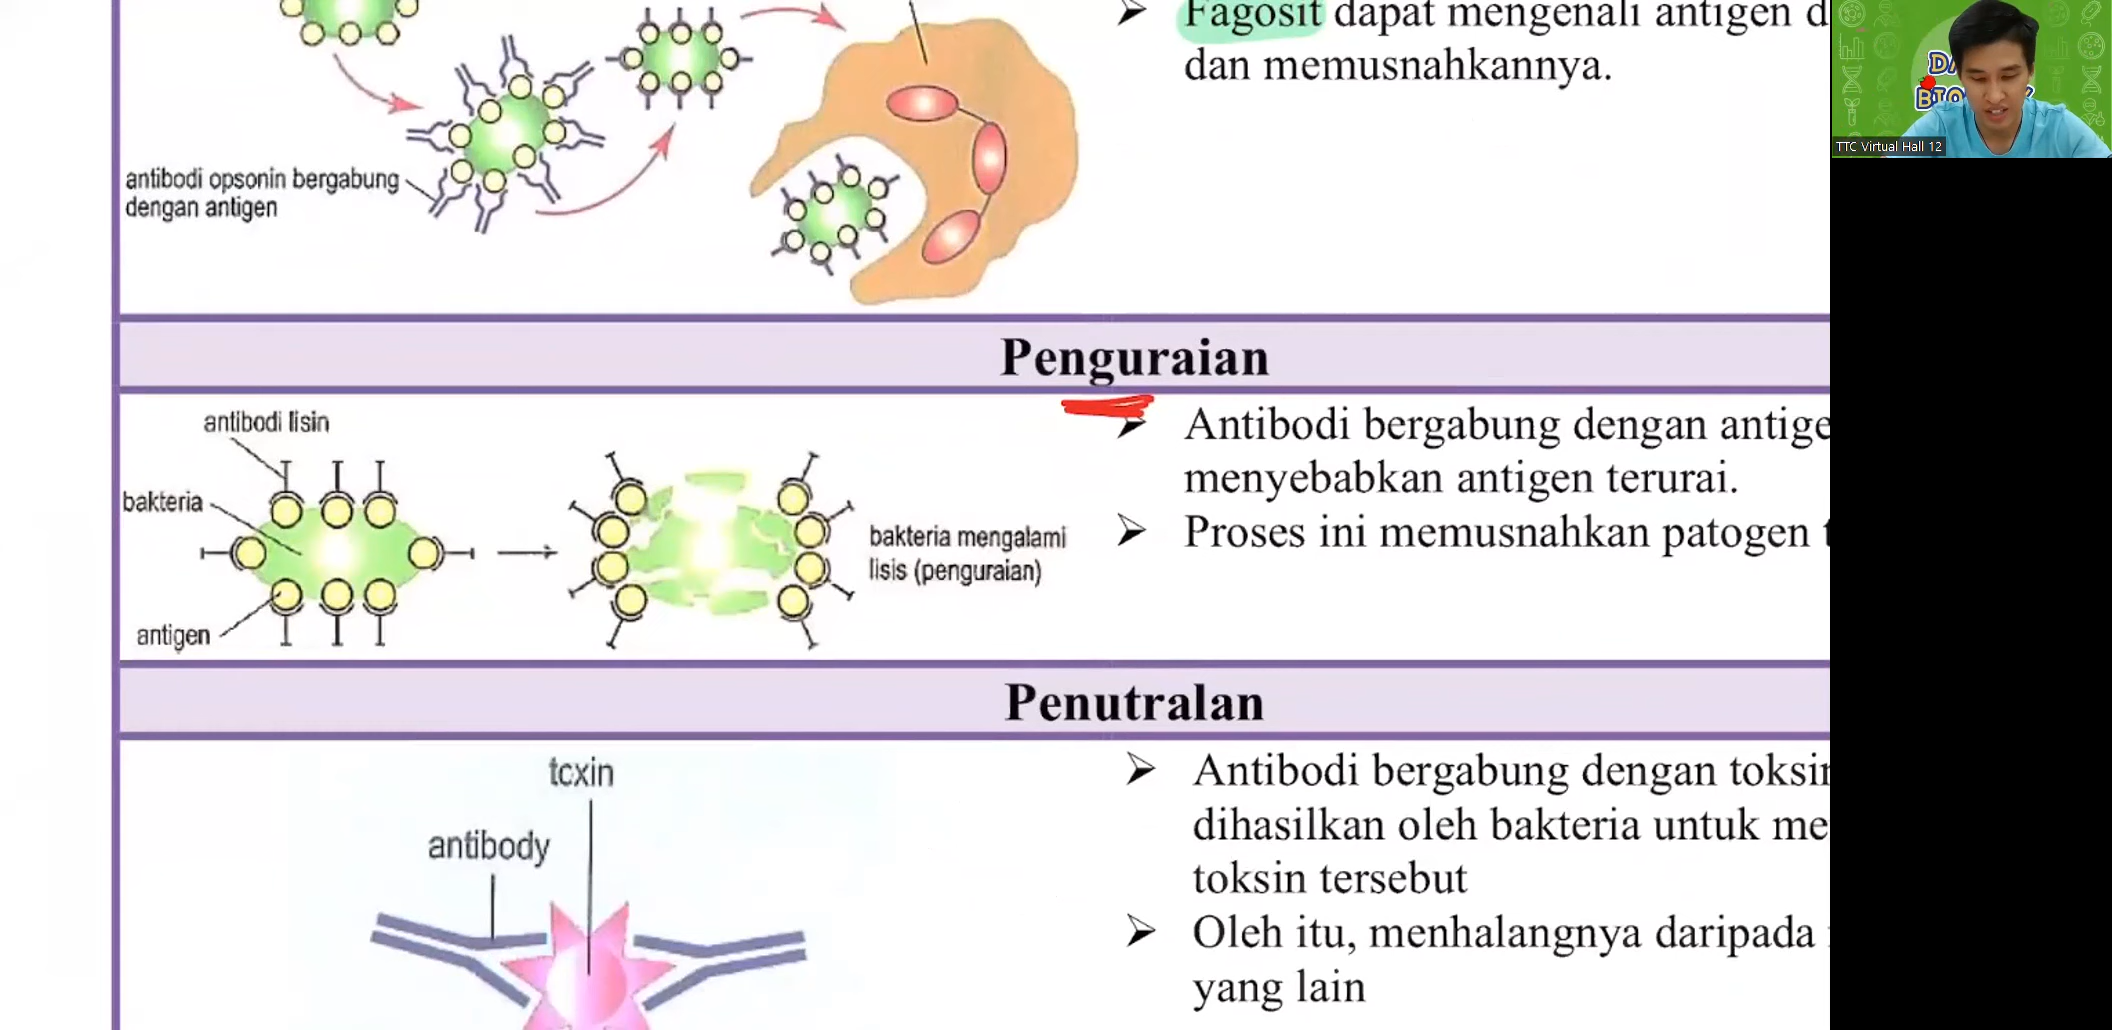 Fagosit dapat mengenali antigen d
dan memusnahkannya.
antibodi opsonin bergabung
dengan antigen
TTC Virtual Hall 12
Penguraian
antibodi lisin
bakteria
antigen
bakteria mengalami
lisis (penguraian)
Antibodi bergabung dengan antige
menyebabkan antigen terurai.
Proses ini memusnahkan patogen t
Penutralan
tcxin
antibody
Antibodi bergabung dengan toksin
dihasilkan oleh bakteria untuk me
toksin tersebut
Oleh itu, menhalangnya daripada
yang lain